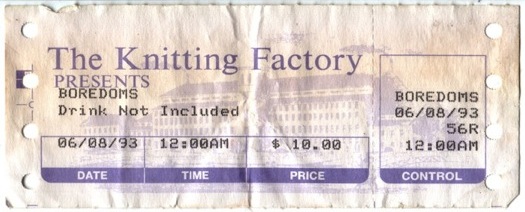 The Knitting Factory
PRESENTS
BOREDOMS
Drink Not Included
06/08/93 12:00AM $ 10.00
DATE TIME PRICE
BOREDOMS
06/08/93
56R
12:00AM
CONTROL